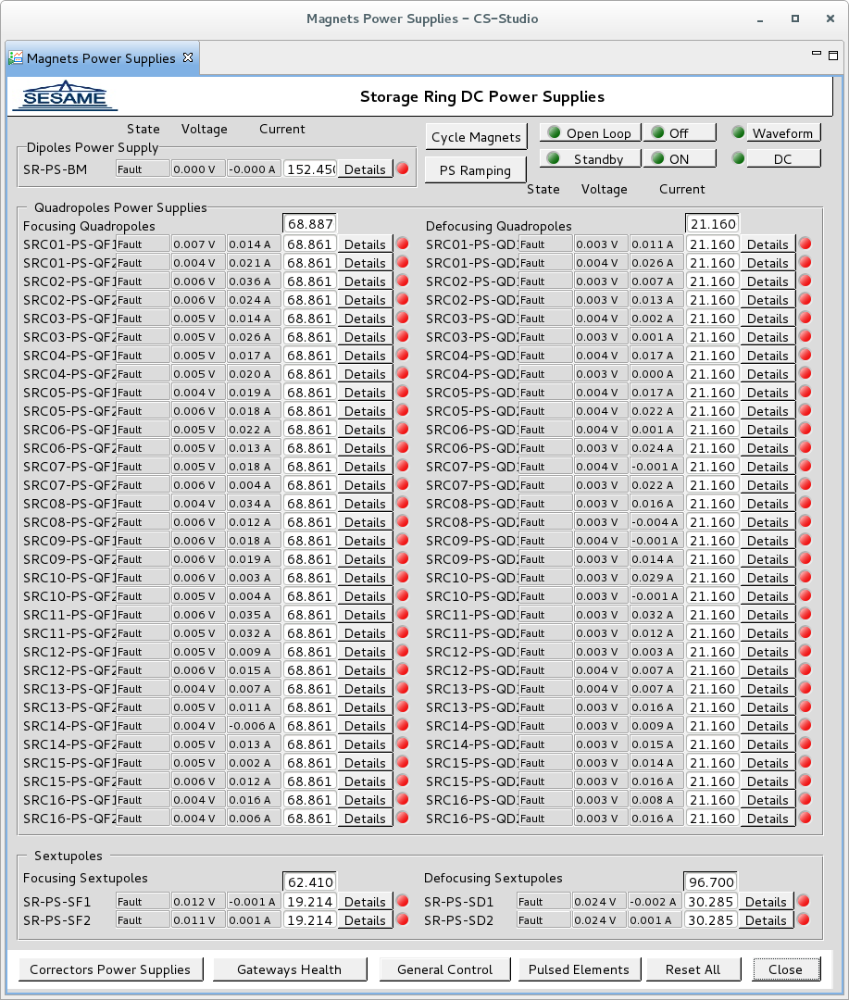 Magnets Power Supplies - CS-Studio
Magnets Power Supplies
SESAME
Storage Ring DC Power Supplies
State Voltage Current
Cycle Magnets Open Loop Off Waveform
Dipoles Power Supply
SR-PS-BM Fault 0.000 V -0.000 A 152.450 Details
PS Ramping Standby ON DC
State Voltage Current
Quadropoles Power Supplies
Focusing Quadropoles 68.887 Defocusing Quadropoles 21.160
SRC01-PS-QF1 Fault 0.007 V 0.014 A 68.861 Details SRC01-PS-QD1 Fault 0.003 V 0.011 A 21.160 Details
SRC01-PS-QF2 Fault 0.004 V 0.021 A 68.861 Details SRC01-PS-QD2 Fault 0.004 V 0.026 A 21.160 Details
SRC02-PS-QF1 Fault 0.006 V 0.036 A 68.861 Details SRC02-PS-QD1 Fault 0.003 V 0.007 A 21.160 Details
SRC02-PS-QF2 Fault 0.006 V 0.024 A 68.861 Details SRC02-PS-QD2 Fault 0.003 V 0.013 A 21.160 Details
SRC03-PS-QF1 Fault 0.005 V 0.014 A 68.861 Details SRC03-PS-QD1 Fault 0.004 V 0.002 A 21.160 Details
SRC03-PS-QF2 Fault 0.005 V 0.026 A 68.861 Details SRC03-PS-QD2 Fault 0.003 V 0.001 A 21.160 Details
SRC04-PS-QF1 Fault 0.005 V 0.017 A 68.861 Details SRC04-PS-QD1 Fault 0.004 V 0.017 A 21.160 Details
SRC04-PS-QF2 Fault 0.005 V 0.020 A 68.861 Details SRC04-PS-QD2 Fault 0.003 V 0.000 A 21.160 Details
SRC05-PS-QF1 Fault 0.004 V 0.019 A 68.861 Details SRC05-PS-QD1 Fault 0.004 V 0.017 A 21.160 Details
SRC05-PS-QF2 Fault 0.006 V 0.018 A 68.861 Details SRC05-PS-QD2 Fault 0.004 V 0.022 A 21.160 Details
SRC06-PS-QF1 Fault 0.005 V 0.022 A 68.861 Details SRC06-PS-QD1 Fault 0.004 V 0.001 A 21.160 Details
SRC06-PS-QF2 Fault 0.005 V 0.013 A 68.861 Details SRC06-PS-QD2 Fault 0.003 V 0.024 A 21.160 Details
SRC07-PS-QF1 Fault 0.005 V 0.018 A 68.861 Details SRC07-PS-QD1 Fault 0.004 V -0.001 A 21.160 Details
SRC07-PS-QF2 Fault 0.006 V 0.004 A 68.861 Details SRC07-PS-QD2 Fault 0.003 V 0.022 A 21.160 Details
SRC08-PS-QF1 Fault 0.004 V 0.034 A 68.861 Details SRC08-PS-QD1 Fault 0.003 V 0.016 A 21.160 Details
SRC08-PS-QF2 Fault 0.006 V 0.012 A 68.861 Details SRC08-PS-QD2 Fault 0.003 V -0.004 A 21.160 Details
SRC09-PS-QF1 Fault 0.006 V 0.018 A 68.861 Details SRC09-PS-QD1 Fault 0.004 V -0.001 A 21.160 Details
SRC09-PS-QF2 Fault 0.006 V 0.019 A 68.861 Details SRC09-PS-QD2 Fault 0.003 V 0.014 A 21.160 Details
SRC10-PS-QF1 Fault 0.006 V 0.003 A 68.861 Details SRC10-PS-QD1 Fault 0.003 V 0.029 A 21.160 Details
SRC10-PS-QF2 Fault 0.005 V 0.004 A 68.861 Details SRC10-PS-QD2 Fault 0.003 V -0.001 A 21.160 Details
SRC11-PS-QF1 Fault 0.006 V 0.035 A 68.861 Details SRC11-PS-QD1 Fault 0.003 V 0.032 A 21.160 Details
SRC11-PS-QF2 Fault 0.005 V 0.032 A 68.861 Details SRC11-PS-QD2 Fault 0.003 V 0.012 A 21.160 Details
SRC12-PS-QF1 Fault 0.005 V 0.009 A 68.861 Details SRC12-PS-QD1 Fault 0.003 V 0.003 A 21.160 Details
SRC12-PS-QF2 Fault 0.006 V 0.015 A 68.861 Details SRC12-PS-QD2 Fault 0.004 V 0.007 A 21.160 Details
SRC13-PS-QF1 Fault 0.004 V 0.007 A 68.861 Details SRC13-PS-QD1 Fault 0.004 V 0.007 A 21.160 Details
SRC13-PS-QF2 Fault 0.005 V 0.011 A 68.861 Details SRC13-PS-QD2 Fault 0.003 V 0.016 A 21.160 Details
SRC14-PS-QF1 Fault 0.004 V -0.006 A 68.861 Details SRC14-PS-QD1 Fault 0.003 V 0.009 A 21.160 Details
SRC14-PS-QF2 Fault 0.005 V 0.013 A 68.861 Details SRC14-PS-QD2 Fault 0.003 V 0.015 A 21.160 Details
SRC15-PS-QF1 Fault 0.005 V 0.002 A 68.861 Details SRC15-PS-QD1 Fault 0.003 V 0.014 A 21.160 Details
SRC15-PS-QF2 Fault 0.006 V 0.012 A 68.861 Details SRC15-PS-QD2 Fault 0.003 V 0.016 A 21.160 Details
SRC16-PS-QF1 Fault 0.004 V 0.016 A 68.861 Details SRC16-PS-QD1 Fault 0.003 V 0.008 A 21.160 Details
SRC16-PS-QF2 Fault 0.004 V 0.006 A 68.861 Details SRC16-PS-QD2 Fault 0.003 V 0.016 A 21.160 Details
Sextupoles
Focusing Sextupoles 62.410 Defocusing Sextupoles 96.700
SR-PS-SF1 Fault 0.012 V -0.001 A 19.214 Details SR-PS-SD1 Fault 0.024 V -0.002 A 30.285 Details
SR-PS-SF2 Fault 0.011 V 0.001 A 19.214 Details SR-PS-SD2 Fault 0.024 V 0.001 A 30.285 Details
Correctors Power Supplies Gateways Health General Control Pulsed Elements Reset All Close